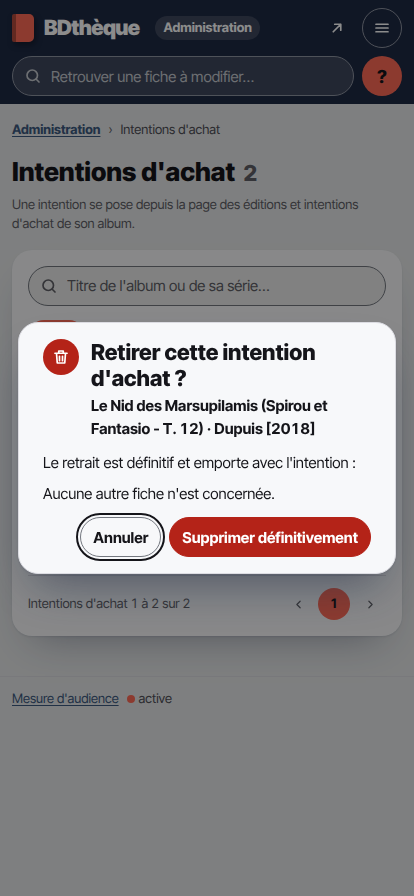 BDthèque
Administration
Retrouver une fiche à modifier...
?
Administration › Intentions d'achat
Intentions d'achat 2
Une intention se pose depuis la page des éditions et intentions
d'achat de son album.
Titre de l'album ou de sa série...
Retirer cette intention
d'achat ?
Le Nid des Marsupilamis (Spirou et
Fantasio - T. 12) · Dupuis [2018]
Le retrait est définitif et emporte avec l'intention :
Aucune autre fiche n'est concernée.
Annuler
Supprimer définitivement
Intentions d'achat 1 à 2 sur 2
‹ 1 ›
Mesure d'audience active